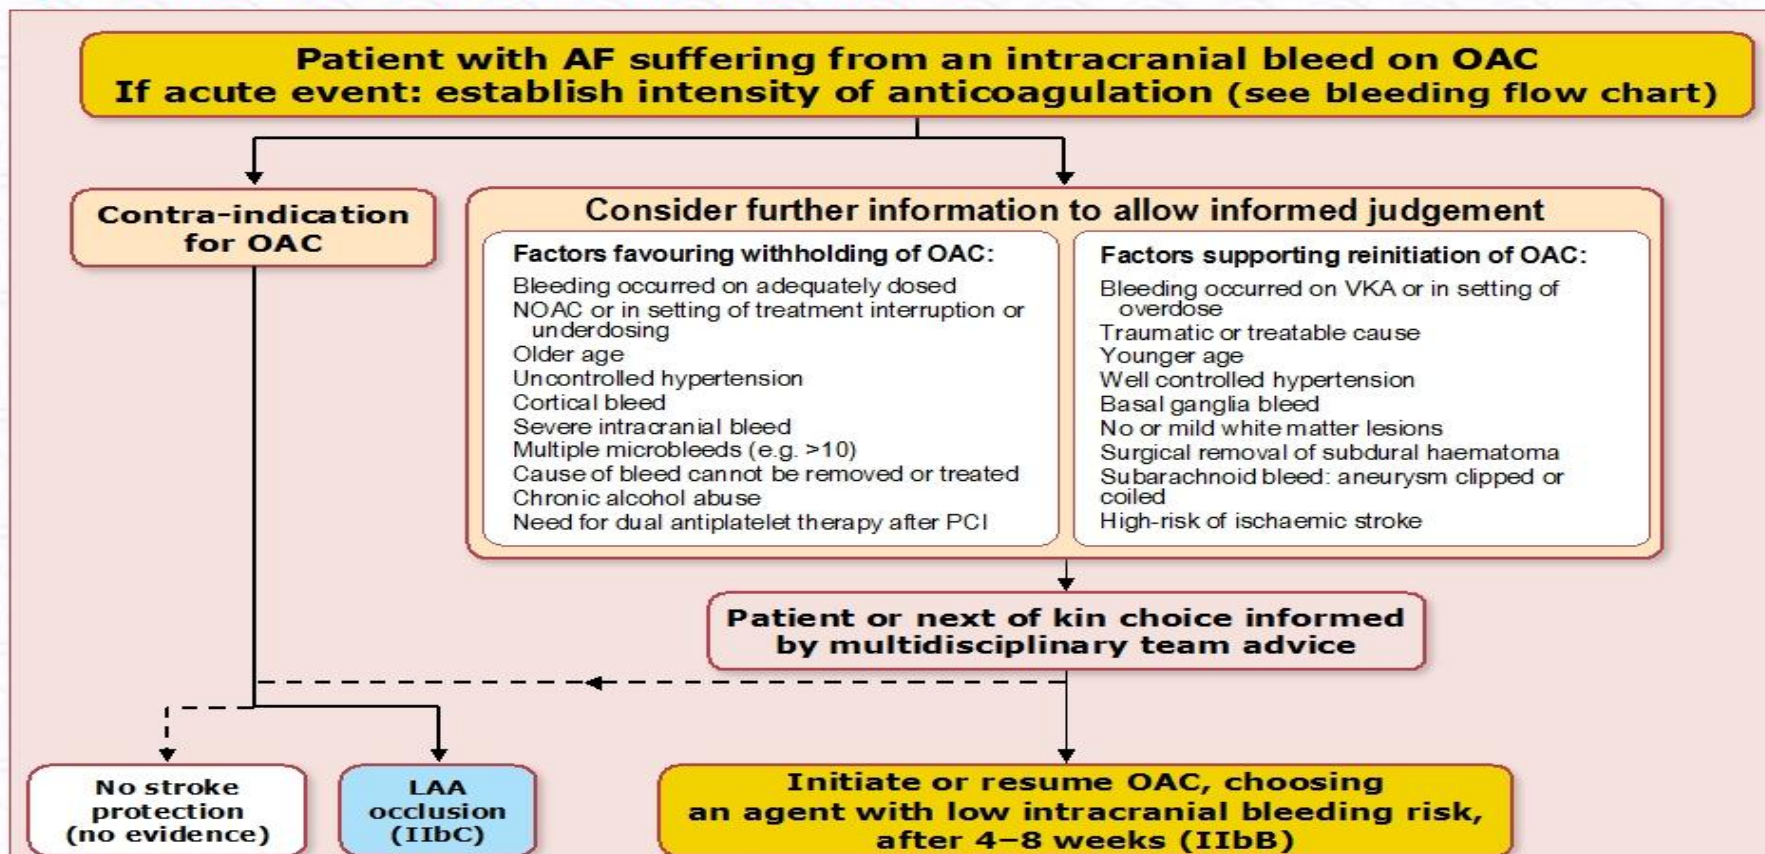 Patient with AF suffering from an intracranial bleed on OAC
If acute event: establish intensity of anticoagulation (see bleeding flow chart)
Contra-indication
for OAC
Consider further information to allow informed judgement
Factors favouring withholding of OAC:
Bleeding occurred on adequately dosed
NOAC or in setting of treatment interruption or
underdosing
Older age
Uncontrolled hypertension
Cortical bleed
Severe intracranial bleed
Multiple microbleeds (e.g. >10)
Cause of bleed cannot be removed or treated
Chronic alcohol abuse
Need for dual antiplatelet therapy after PCI
Factors supporting reinitiation of OAC:
Bleeding occurred on VKA or in setting of
overdose
Traumatic or treatable cause
Younger age
Well controlled hypertension
Basal ganglia bleed
No or mild white matter lesions
Surgical removal of subdural haematoma
Subarachnoid bleed: aneurysm clipped or
coiled
High-risk of ischaemic stroke
Patient or next of kin choice informed
by multidisciplinary team advice
No stroke
protection
(no evidence)
LAA
occlusion
(IIbC)
Initiate or resume OAC, choosing
an agent with low intracranial bleeding risk,
after 4–8 weeks (IIbB)